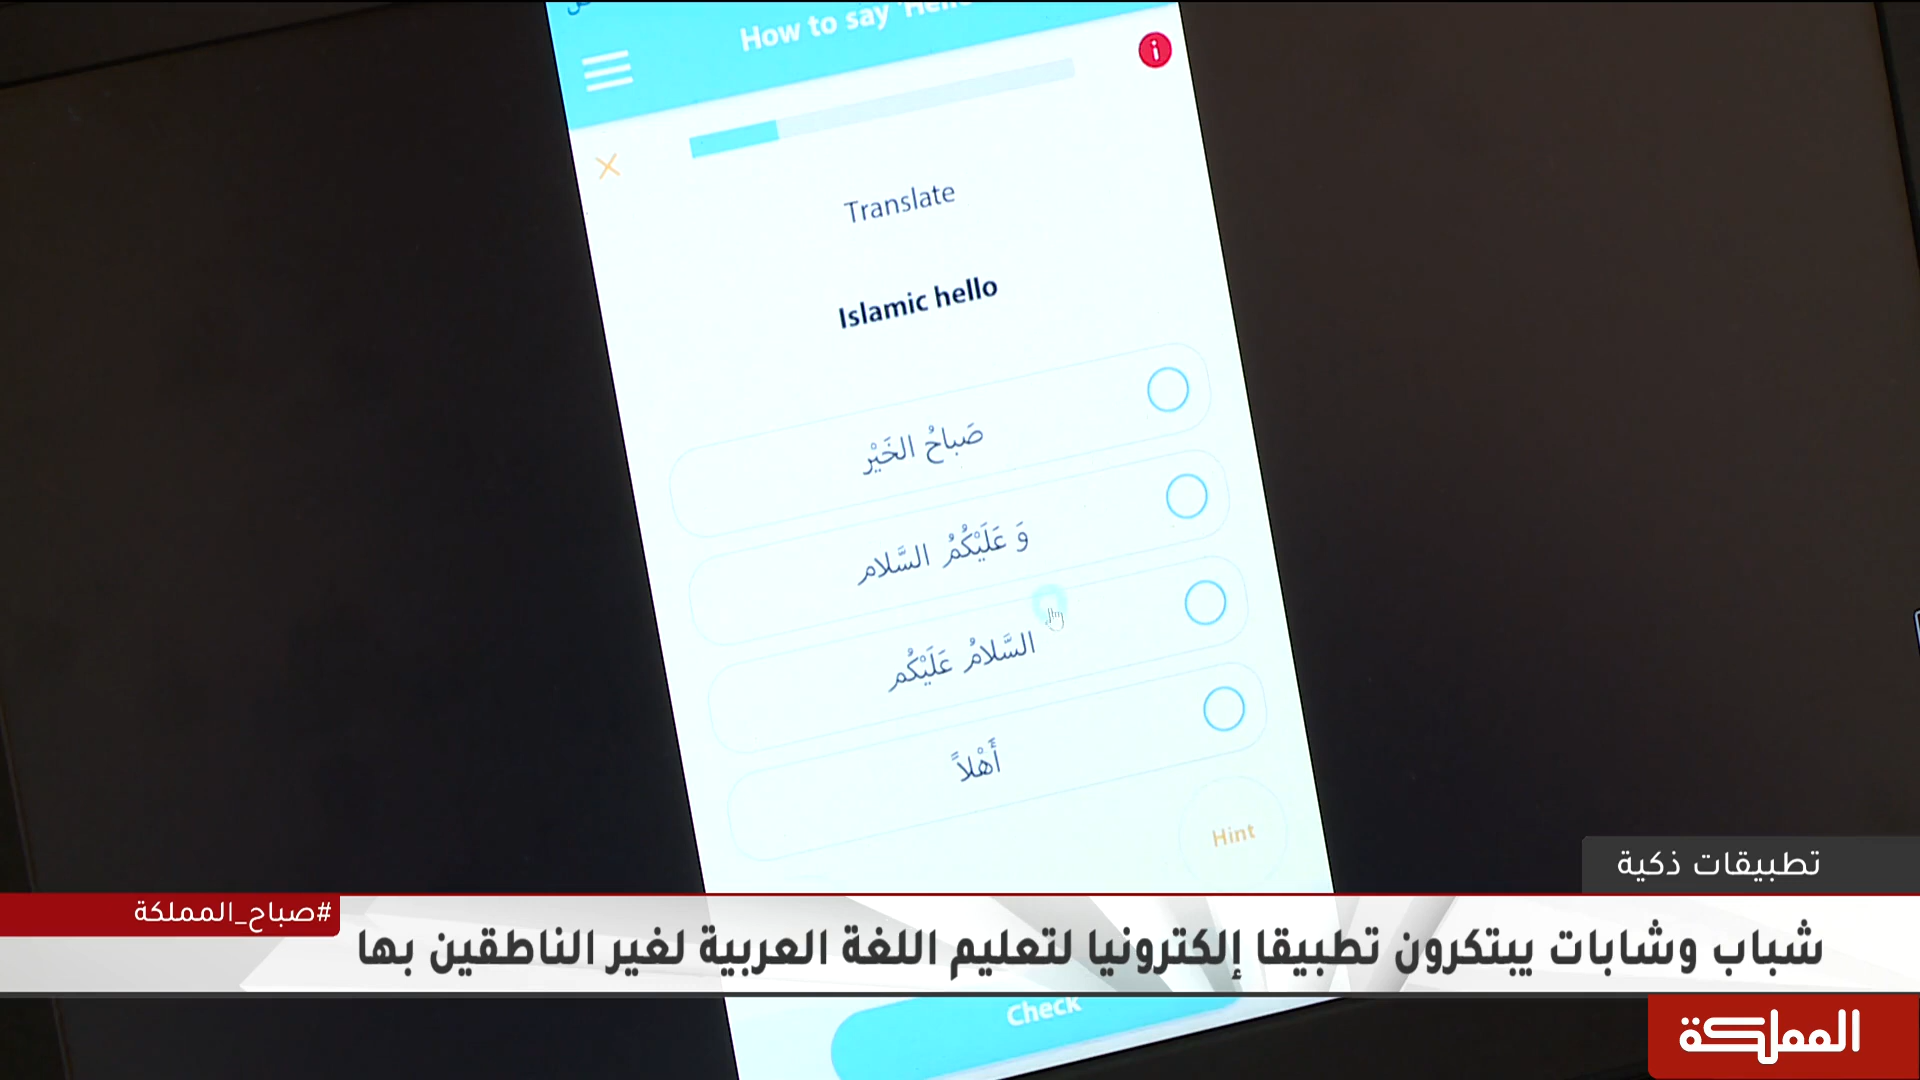 How to say 'Hello
Translate
Islamic hello
صَباحُ الخَيْر
وَ عَلَيْكُمُ السَّلام
السَّلامُ عَلَيْكُم
أَهْلاً
Hint
تطبيقات ذكية
#صباح_المملكة
شباب وشابات يبتكرون تطبيقا إلكترونيا لتعليم اللغة العربية لغير الناطقين بها
Check
المملكة